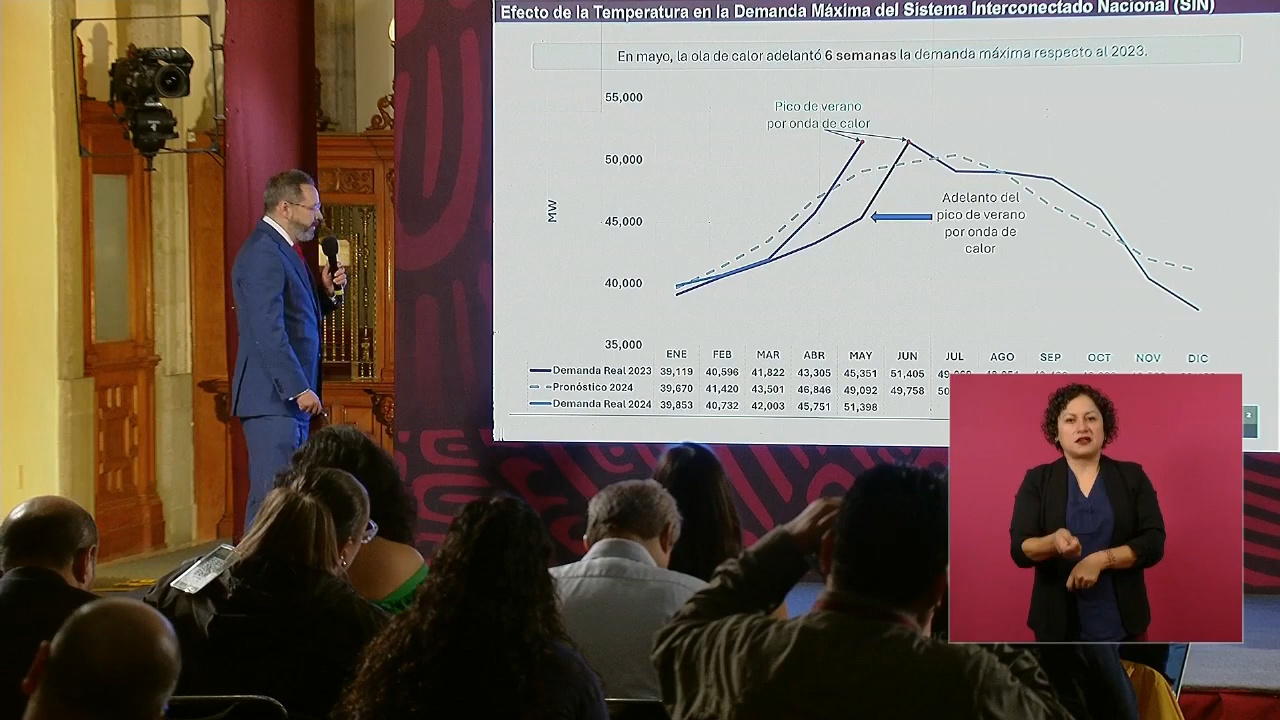 Efecto de la Temperatura en la Demanda Máxima del Sistema Interconectado Nacional (SIN)
En mayo, la ola de calor adelantó 6 semanas la demanda máxima respecto al 2023.
55,000
50,000
45,000
40,000
35,000
MW
Pico de verano
por onda de calor
Adelanto del
pico de verano
por onda de
calor
ENE FEB MAR ABR MAY JUN JUL AGO SEP OCT NOV DIC
Demanda Real 2023 39,119 40,596 41,822 43,305 45,351 51,405
Pronóstico 2024 39,670 41,420 43,501 46,846 49,092 49,758
Demanda Real 2024 39,853 40,732 42,003 45,751 51,398
2